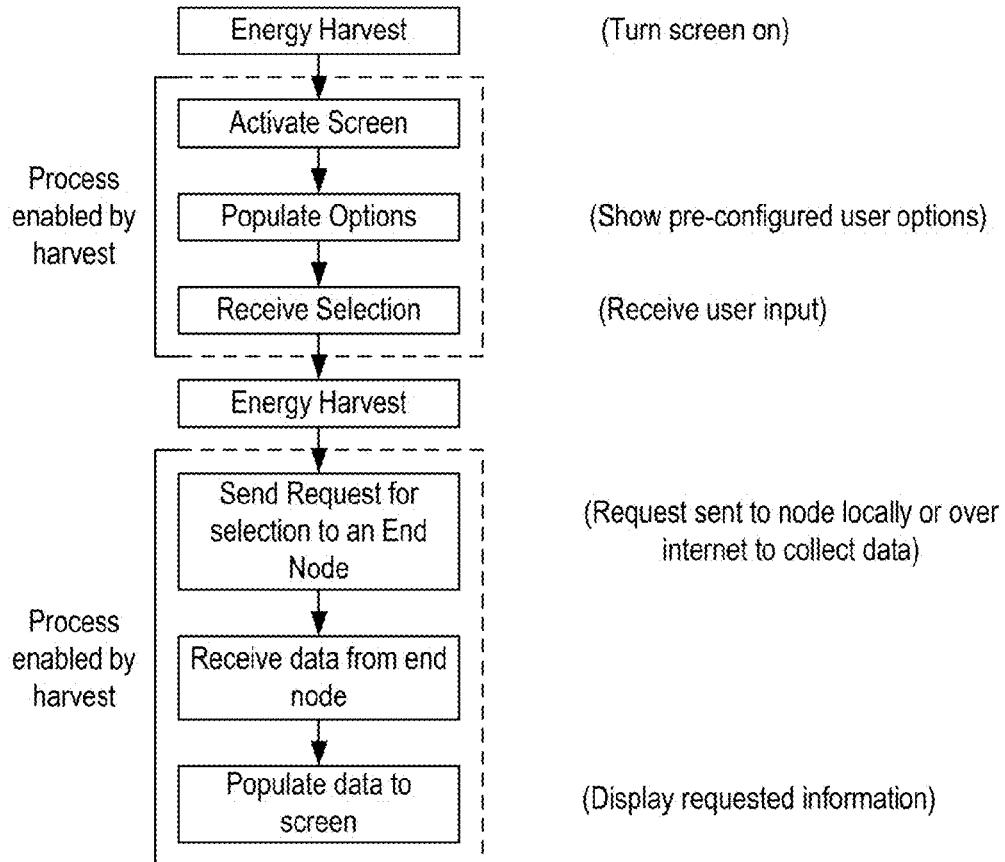 Energy Harvest
(Turn screen on)
Activate Screen
Process
enabled by
harvest
Populate Options
(Show pre-configured user options)
Receive Selection
(Receive user input)
Energy Harvest
Send Request for
selection to an End
Node
(Request sent to node locally or over
internet to collect data)
Process
enabled by
harvest
Receive data from end
node
Populate data to
screen
(Display requested information)